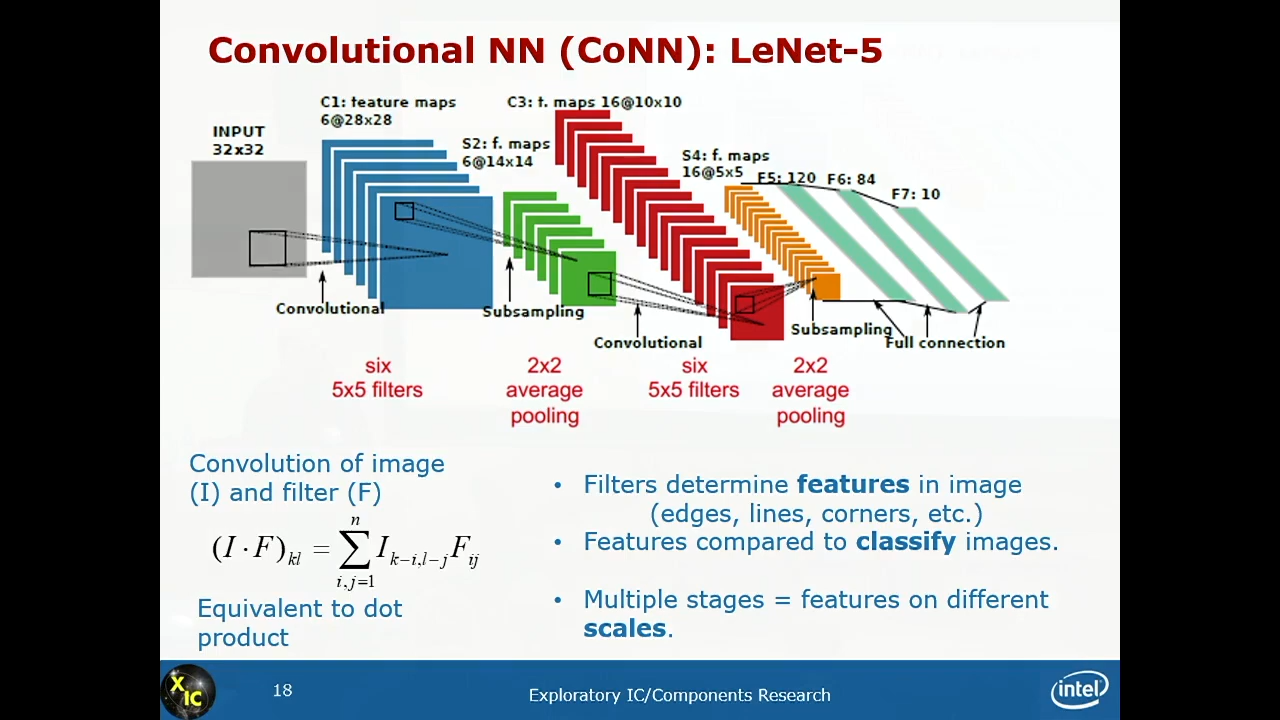 Convolutional NN (CoNN): LeNet-5
C1: feature maps
6@28x28
C3: f. maps 16@10x10
INPUT
32x32
S2: f. maps
6@14x14
S4: f. maps
16@5x5
F5: 120
F6: 84
F7: 10
Convolutional
Subsampling
Convolutional
Subsampling
Full connection
six
5x5 filters
2x2
average
pooling
six
5x5 filters
2x2
average
pooling
Convolution of image
(I) and filter (F)
(I · F)kl = n∑i,j=1 Ik−i,l−j Fij
Equivalent to dot
product
• Filters determine features in image
(edges, lines, corners, etc.)
• Features compared to classify images.
• Multiple stages = features on different
scales.
XIC
18
Exploratory IC/Components Research
intel